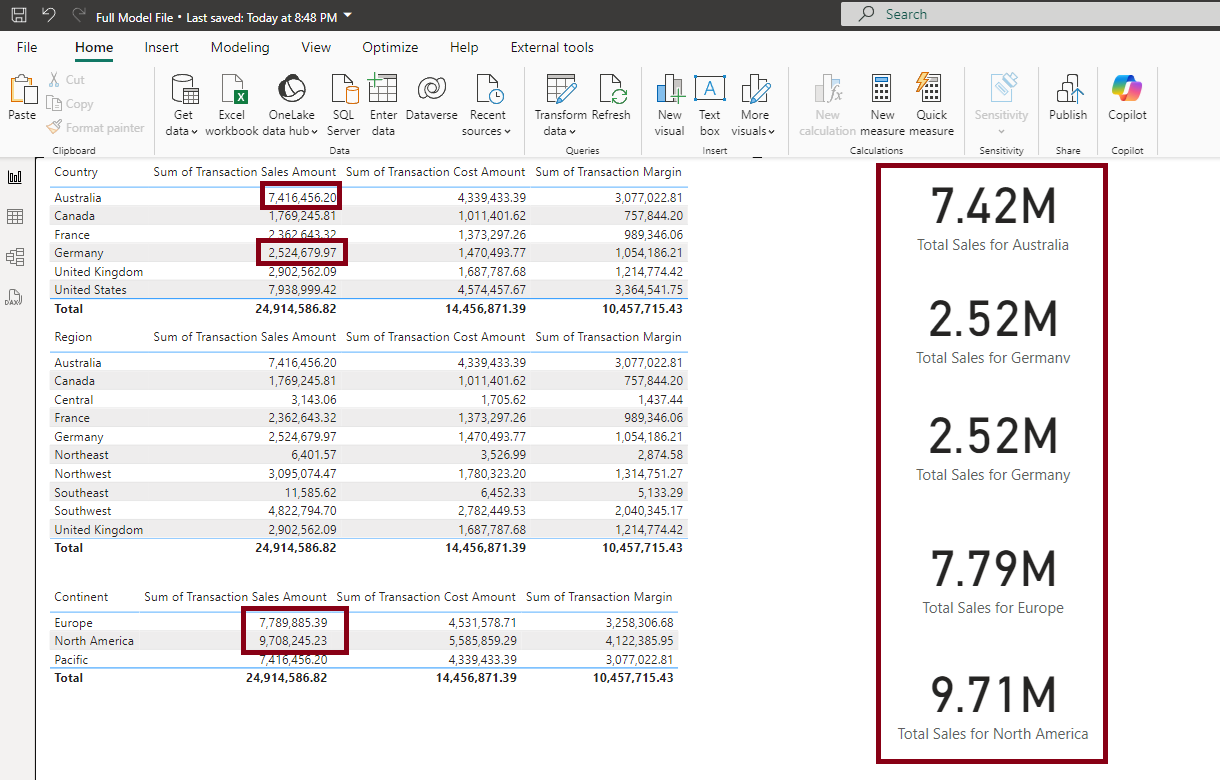 Full Model File • Last saved: Today at 8:48 PM
Search
File Home Insert Modeling View Optimize Help External tools
Paste
Cut
Copy
Format painter
Clipboard
Get data
Excel workbook
OneLake data hub
SQL Server
Enter data
Dataverse
Recent sources
Data
Transform data
Refresh
Queries
New visual
Text box
More visuals
Insert
New calculation
New measure
Quick measure
Calculations
Sensitivity
Sensitivity
Publish
Share
Copilot
Copilot
DAX
Country Sum of Transaction Sales Amount Sum of Transaction Cost Amount Sum of Transaction Margin
Australia 7,416,456.20 4,339,433.39 3,077,022.81
Canada 1,769,245.81 1,011,401.62 757,844.20
France 2,362,643.32 1,373,297.26 989,346.06
Germany 2,524,679.97 1,470,493.77 1,054,186.21
United Kingdom 2,902,562.09 1,687,787.68 1,214,774.42
United States 7,938,999.42 4,574,457.67 3,364,541.75
Total 24,914,586.82 14,456,871.39 10,457,715.43
Region Sum of Transaction Sales Amount Sum of Transaction Cost Amount Sum of Transaction Margin
Australia 7,416,456.20 4,339,433.39 3,077,022.81
Canada 1,769,245.81 1,011,401.62 757,844.20
Central 3,143.06 1,705.62 1,437.44
France 2,362,643.32 1,373,297.26 989,346.06
Germany 2,524,679.97 1,470,493.77 1,054,186.21
Northeast 6,401.57 3,526.99 2,874.58
Northwest 3,095,074.47 1,780,323.20 1,314,751.27
Southeast 11,585.62 6,452.33 5,133.29
Southwest 4,822,794.70 2,782,449.53 2,040,345.17
United Kingdom 2,902,562.09 1,687,787.68 1,214,774.42
Total 24,914,586.82 14,456,871.39 10,457,715.43
Continent Sum of Transaction Sales Amount Sum of Transaction Cost Amount Sum of Transaction Margin
Europe 7,789,885.39 4,531,578.71 3,258,306.68
North America 9,708,245.23 5,585,859.29 4,122,385.95
Pacific 7,416,456.20 4,339,433.39 3,077,022.81
Total 24,914,586.82 14,456,871.39 10,457,715.43
7.42M
Total Sales for Australia
2.52M
Total Sales for Germany
2.52M
Total Sales for Germany
7.79M
Total Sales for Europe
9.71M
Total Sales for North America